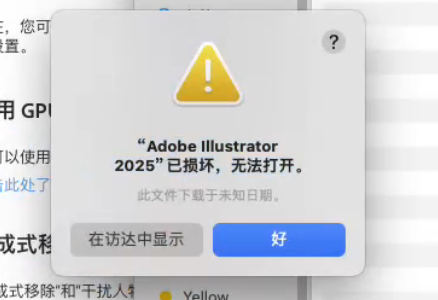 在，您可
设置。
?
用 GPU
“Adobe Illustrator
2025”已损坏，无法打开。
可以使用
此文件下载于未知日期。
击此处了
在访达中显示
好
成式移
成式移除"和"干扰人物
Yellow